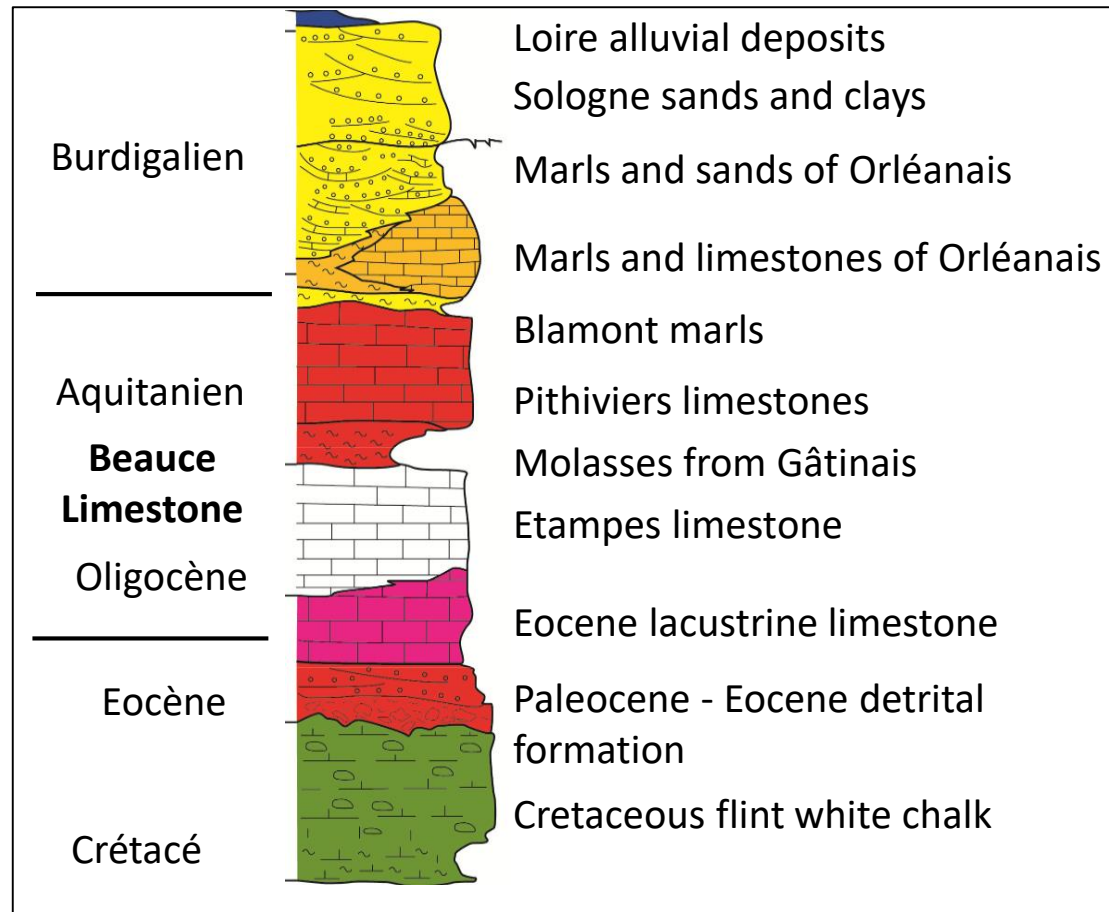 Loire alluvial deposits
Sologne sands and clays
Burdigalien
Marls and sands of Orléanais
Marls and limestones of Orléanais
Blamont marls
Aquitanien
Pithiviers limestones
Beauce
Limestone
Molasses from Gâtinais
Etampes limestone
Oligocène
Eocene lacustrine limestone
Eocène
Paleocene - Eocene detrital
formation
Cretaceous flint white chalk
Crétacé